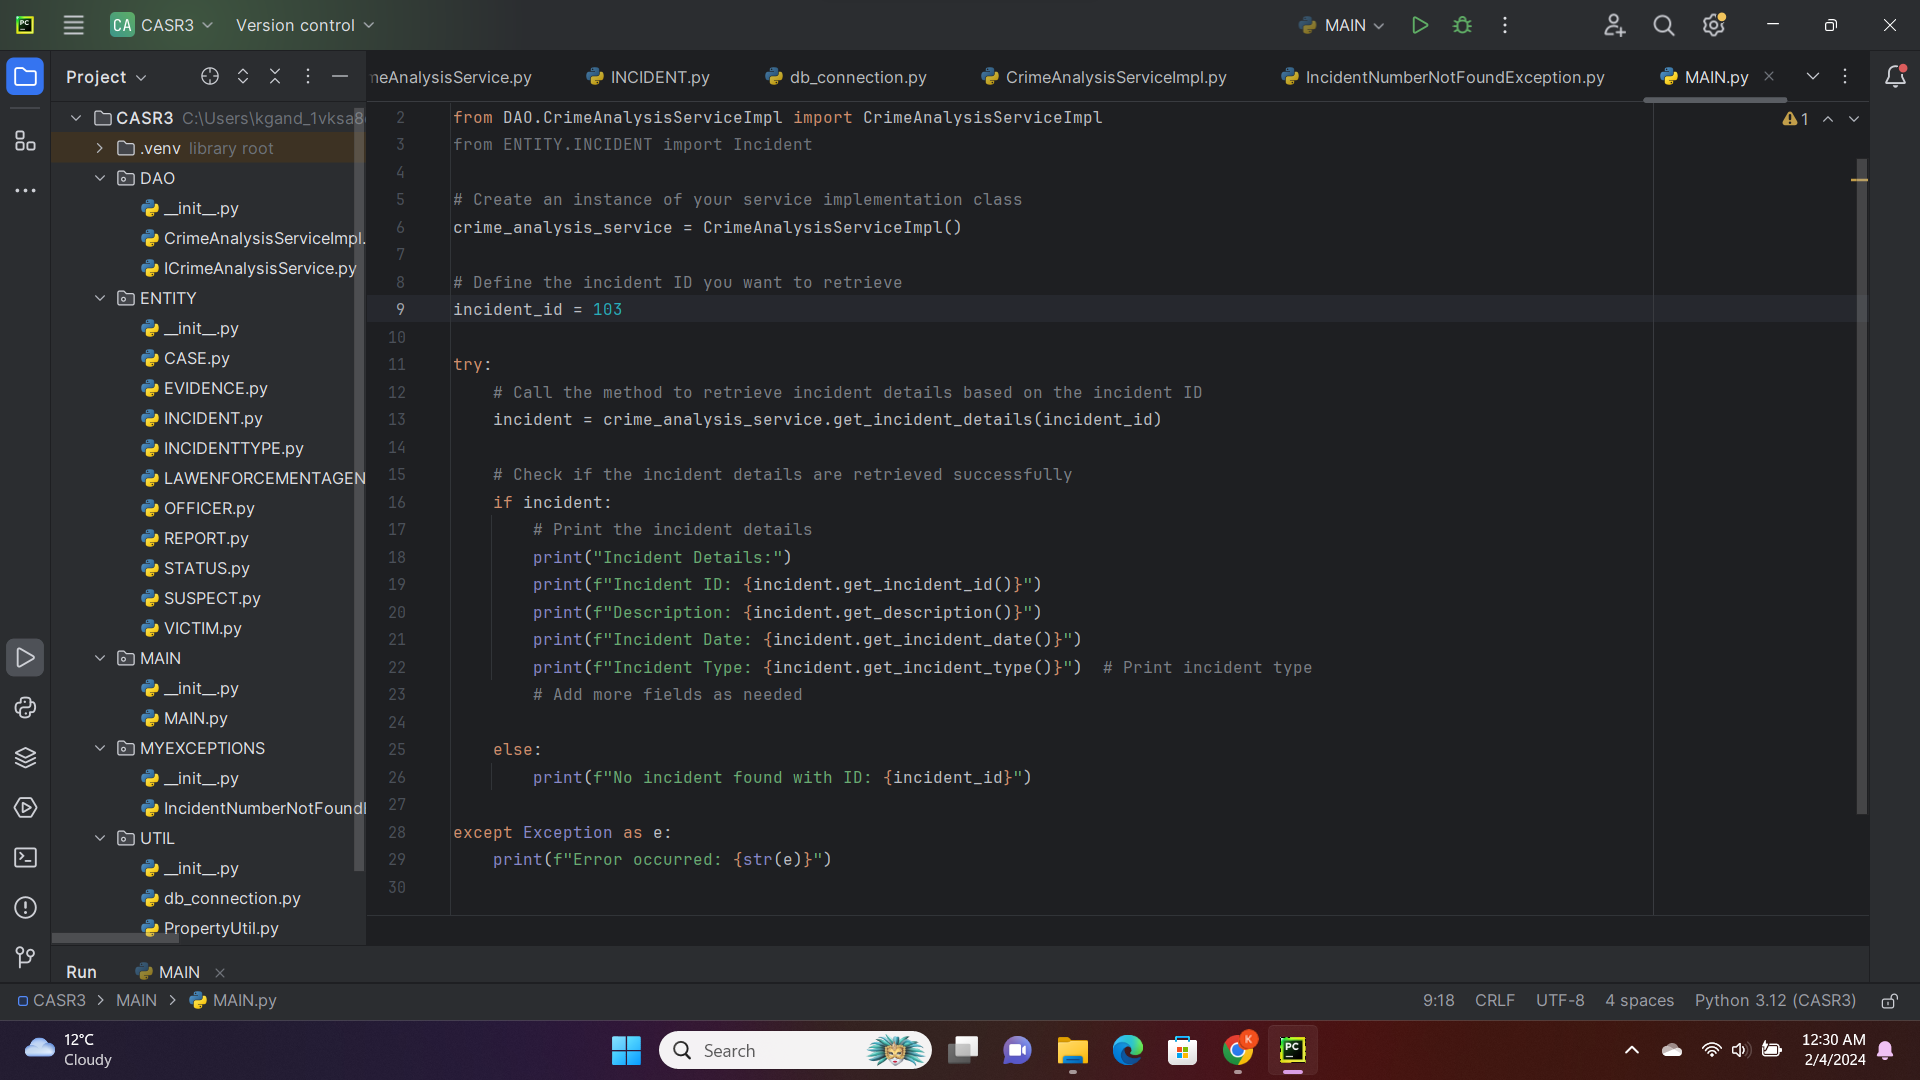 CA CASR3 Version control MAIN
Project
meAnalysisService.py INCIDENT.py db_connection.py CrimeAnalysisServiceImpl.py IncidentNumberNotFoundException.py MAIN.py
CASR3 C:\Users\kgand_1vksa8
.venv library root
DAO
__init__.py
CrimeAnalysisServiceImpl.
ICrimeAnalysisService.py
ENTITY
__init__.py
CASE.py
EVIDENCE.py
INCIDENT.py
INCIDENTTYPE.py
LAWENFORCEMENTAGEN
OFFICER.py
REPORT.py
STATUS.py
SUSPECT.py
VICTIM.py
MAIN
__init__.py
MAIN.py
MYEXCEPTIONS
__init__.py
IncidentNumberNotFound
UTIL
__init__.py
db_connection.py
PropertyUtil.py
1
2 from DAO.CrimeAnalysisServiceImpl import CrimeAnalysisServiceImpl
3 from ENTITY.INCIDENT import Incident
4
5 # Create an instance of your service implementation class
6 crime_analysis_service = CrimeAnalysisServiceImpl()
7
8 # Define the incident ID you want to retrieve
9 incident_id = 103
10
11 try:
12 # Call the method to retrieve incident details based on the incident ID
13 incident = crime_analysis_service.get_incident_details(incident_id)
14
15 # Check if the incident details are retrieved successfully
16 if incident:
17 # Print the incident details
18 print("Incident Details:")
19 print(f"Incident ID: {incident.get_incident_id()}")
20 print(f"Description: {incident.get_description()}")
21 print(f"Incident Date: {incident.get_incident_date()}")
22 print(f"Incident Type: {incident.get_incident_type()}") # Print incident type
23 # Add more fields as needed
24
25 else:
26 print(f"No incident found with ID: {incident_id}")
27
28 except Exception as e:
29 print(f"Error occurred: {str(e)}")
30
Run MAIN
CASR3 > MAIN > MAIN.py 9:18 CRLF UTF-8 4 spaces Python 3.12 (CASR3)
12°C
Cloudy
Search
K
PC
12:30 AM
2/4/2024